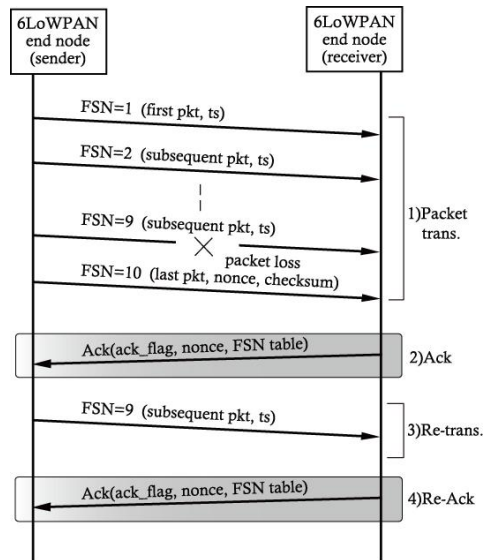 6LoWPAN
end node
(sender)
6LoWPAN
end node
(receiver)
FSN=1 (first pkt, ts)
FSN=2 (subsequent pkt, ts)
FSN=9 (subsequent pkt, ts)
packet loss
FSN=10 (last pkt, nonce, checksum)
1)Packet
trans.
Ack(ack_flag, nonce, FSN table)
2)Ack
FSN=9 (subsequent pkt, ts)
3)Re-trans.
Ack(ack_flag, nonce, FSN table)
4)Re-Ack